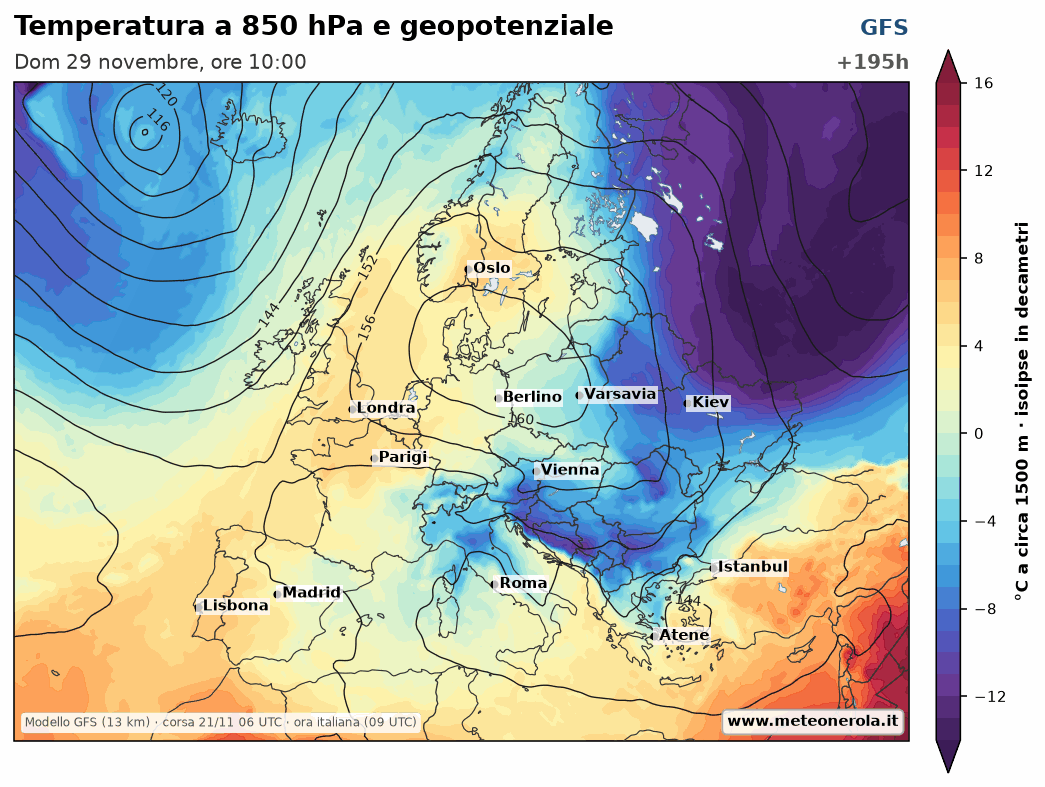 Temperatura a 850 hPa e geopotenziale
GFS
Dom 29 novembre, ore 10:00
+195h
120
116
152
144
156
160
144
Oslo
Berlino
Varsavia
Kiev
Londra
Parigi
Vienna
Istanbul
Roma
Madrid
Lisbona
Atene
Modello GFS (13 km) · corsa 21/11 06 UTC · ora italiana (09 UTC)
www.meteonerola.it
16
12
8
4
0
−4
−8
−12
°C a circa 1500 m · isoipse in decametri